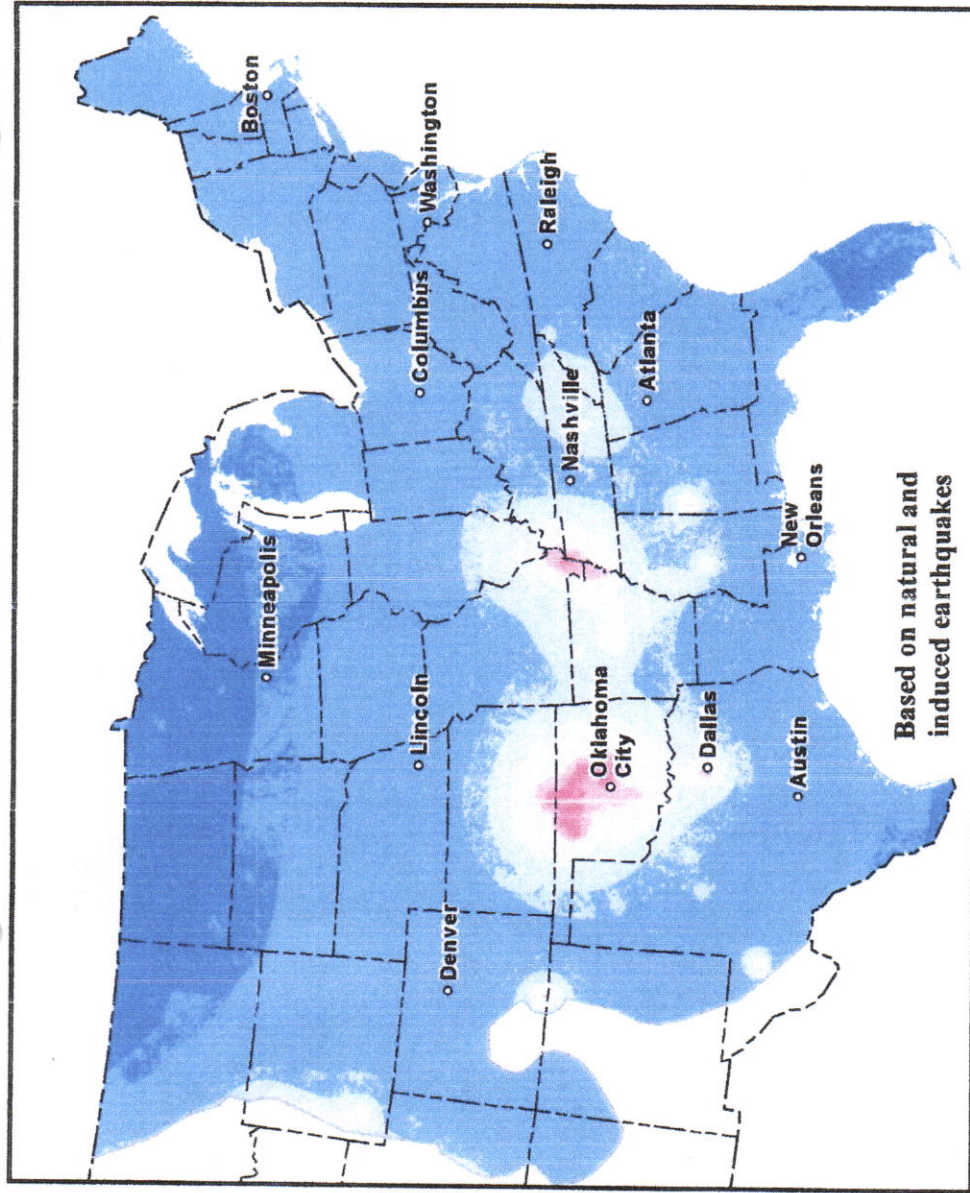 Boston
Washington
Minneapolis
Columbus
Raleigh
Lincoln
Nashville
Atlanta
Denver
Oklahoma
City
Dallas
New
Orleans
Austin
Based on natural and
induced earthquakes